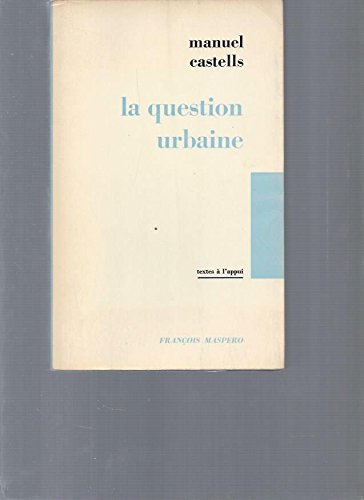 manuel
castells
la question
urbaine
textes à l'appui
FRANÇOIS MASPERO